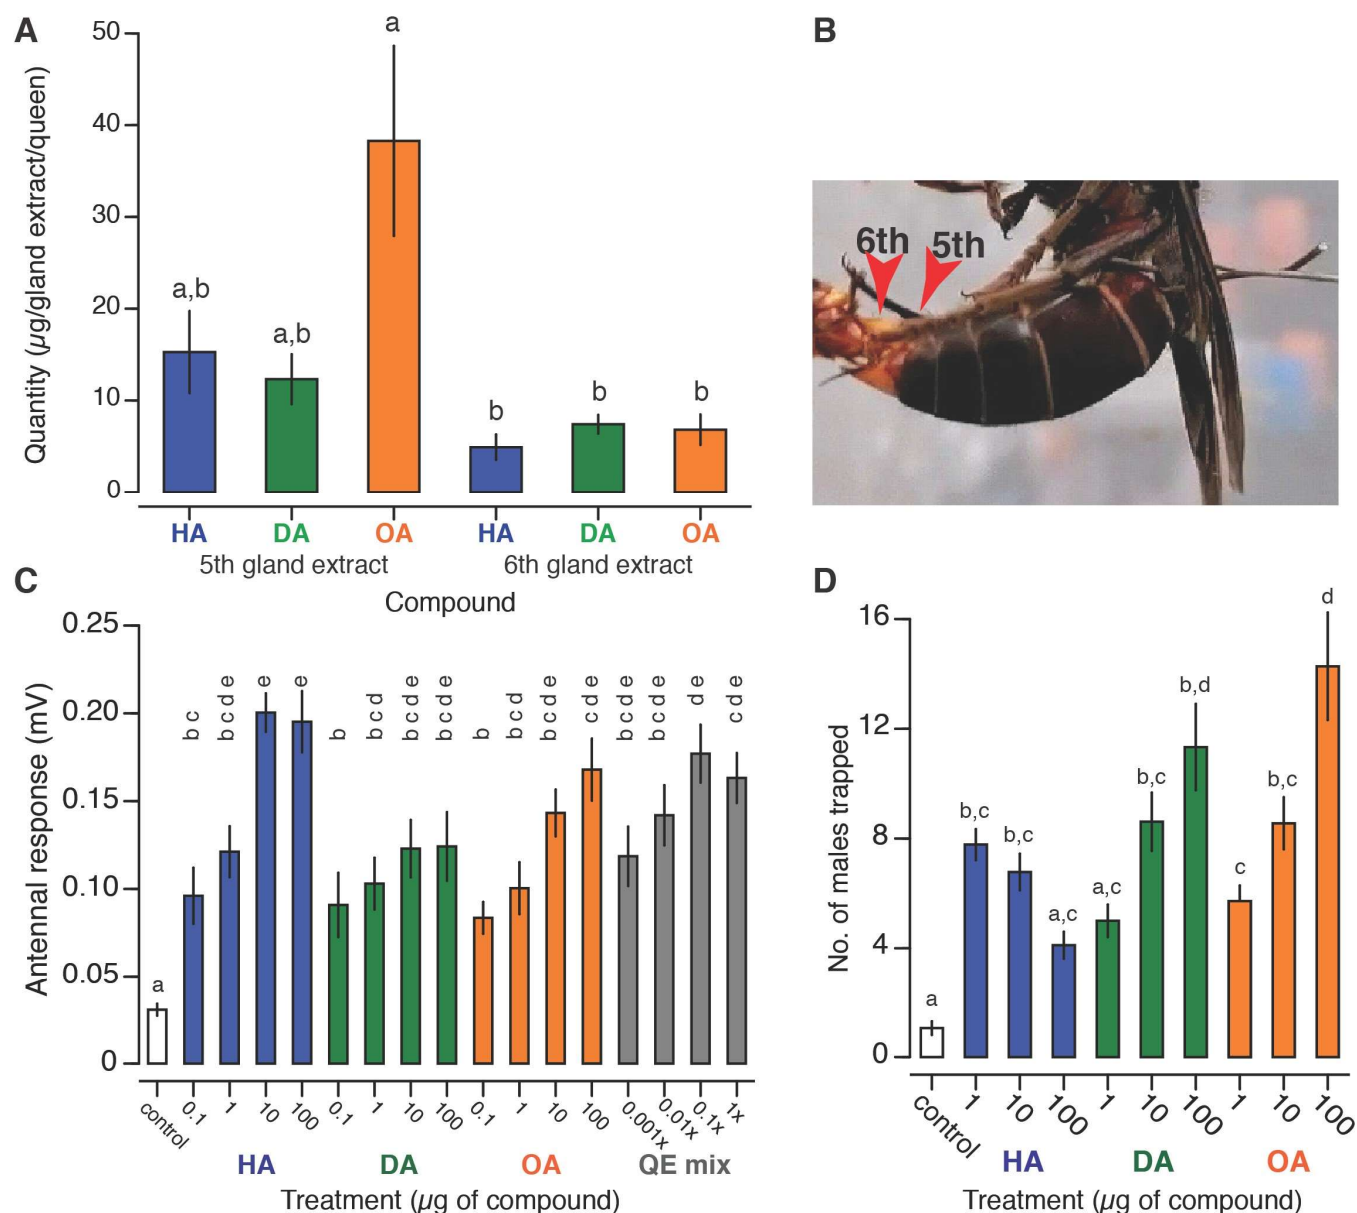 A
50
40
30
20
10
0
Quantity (µg/gland extract/queen)
a,b
a,b
a
b
b
b
HA DA OA HA DA OA
5th gland extract 6th gland extract
Compound
B
6th 5th
C
0.25
0.20
0.15
0.10
0.05
0
Antennal response (mV)
a
b c
b c d e
e
e
b
b c d
b c d e
b c d e
b
b c d
b c d e
c d e
b c d e
b c d e
d e
c d e
control 0.1 1 10 100 0.1 1 10 100 0.1 1 10 100 0.001x 0.01x 0.1x 1x
HA DA OA QE mix
Treatment (µg of compound)
D
16
12
8
4
0
No. of males trapped
a
b,c
b,c
a,c
a,c
b,c
b,d
c
b,c
d
control 1 10 100 1 10 100 1 10 100
HA DA OA
Treatment (µg of compound)